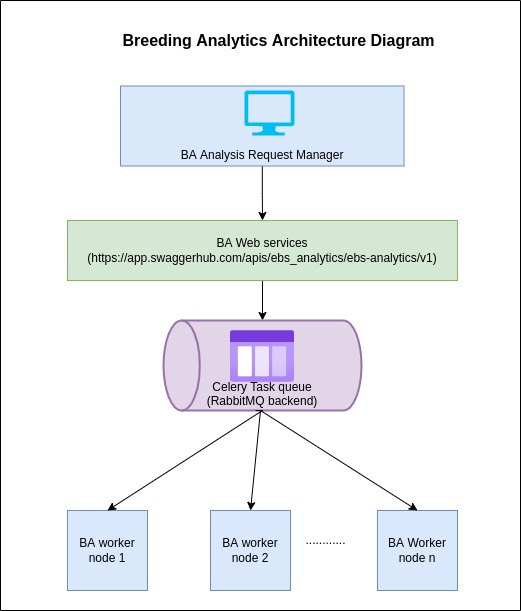 Breeding Analytics Architecture Diagram
BA Analysis Request Manager
BA Web services
(https://app.swaggerhub.com/apis/ebs_analytics/ebs-analytics/v1)
Celery Task queue
(RabbitMQ backend)
BA worker
node 1
BA worker
node 2
............
BA Worker
node n